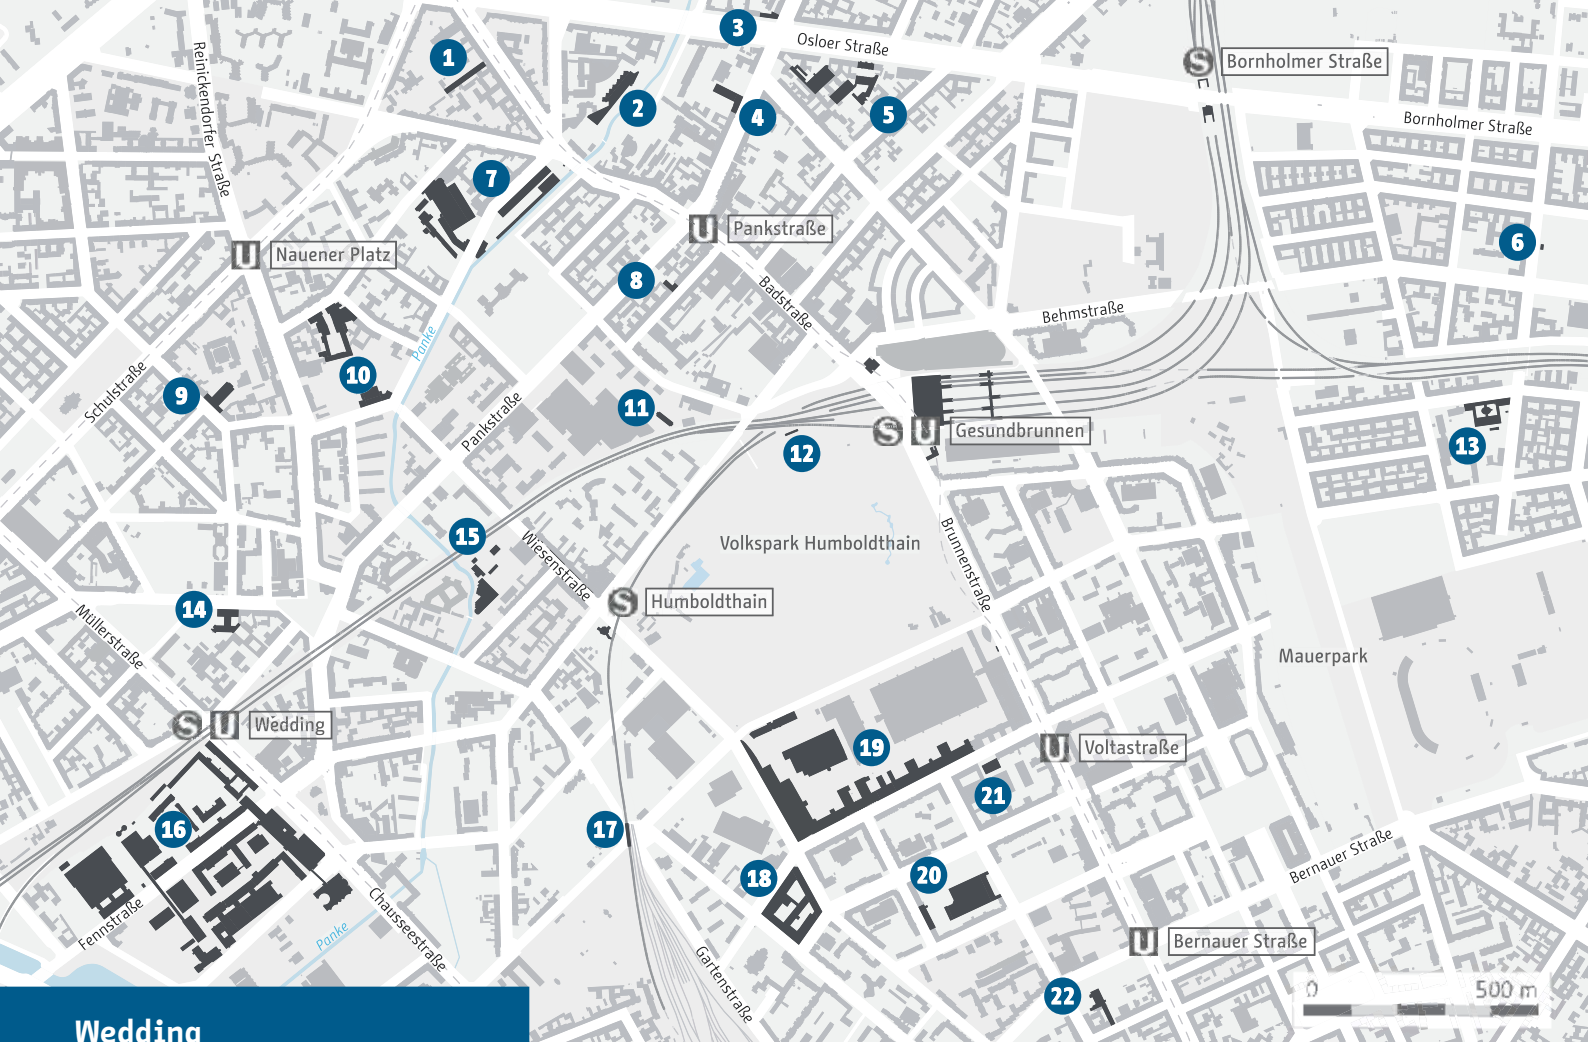 3
Osloer Straße
1
S Bornholmer Straße
Reinickendorfer Straße
2
4
5
Bornholmer Straße
7
U Pankstraße
6
U Nauener Platz
8
Badstraße
Behmstraße
Panke
10
9
Schulstraße
Pankstraße
11
S U Gesundbrunnen
12
13
15
Wiesenstraße
Volkspark Humboldthain
Brunnenstraße
14
S Humboldthain
Müllerstraße
Mauerpark
S U Wedding
19
U Voltastraße
21
16
17
Bernauer Straße
18
20
Fennstraße
Chausseestraße
Panke
U Bernauer Straße
Gartenstraße
22
0 500 m
Wedding